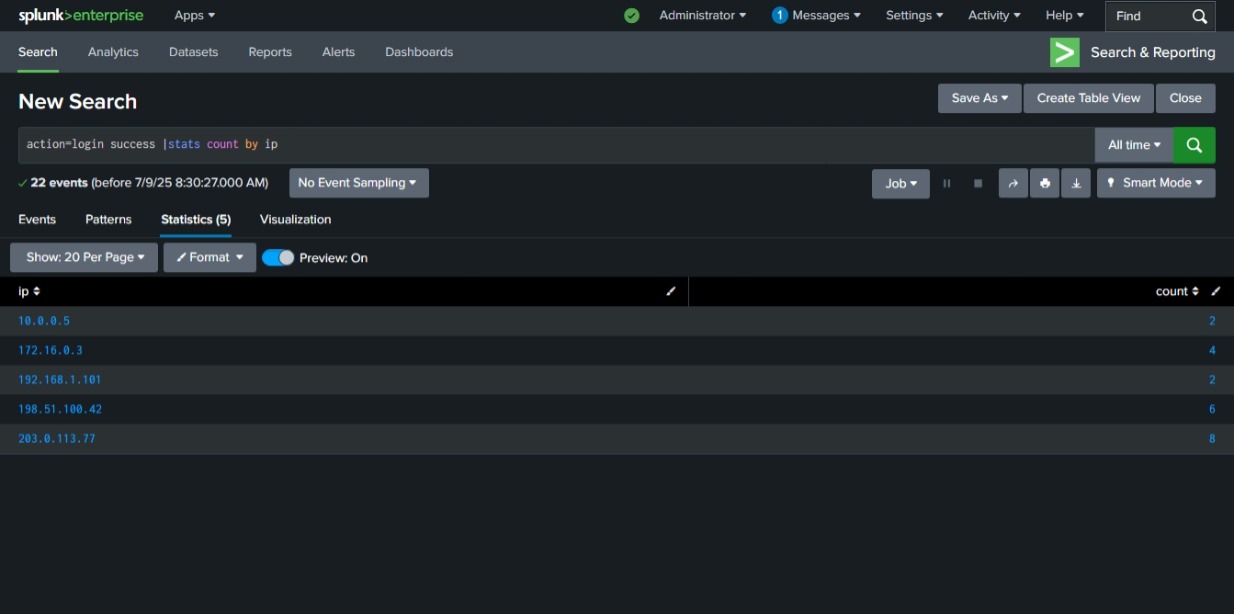 splunk>enterprise Apps Administrator 1 Messages Settings Activity Help Find
Search Analytics Datasets Reports Alerts Dashboards Search & Reporting
New Search Save As Create Table View Close
action=login success |stats count by ip All time
22 events (before 7/9/25 8:30:27.000 AM) No Event Sampling Job Smart Mode
Events Patterns Statistics (5) Visualization
Show: 20 Per Page Format Preview: On
ip count
10.0.0.5 2
172.16.0.3 4
192.168.1.101 2
198.51.100.42 6
203.0.113.77 8